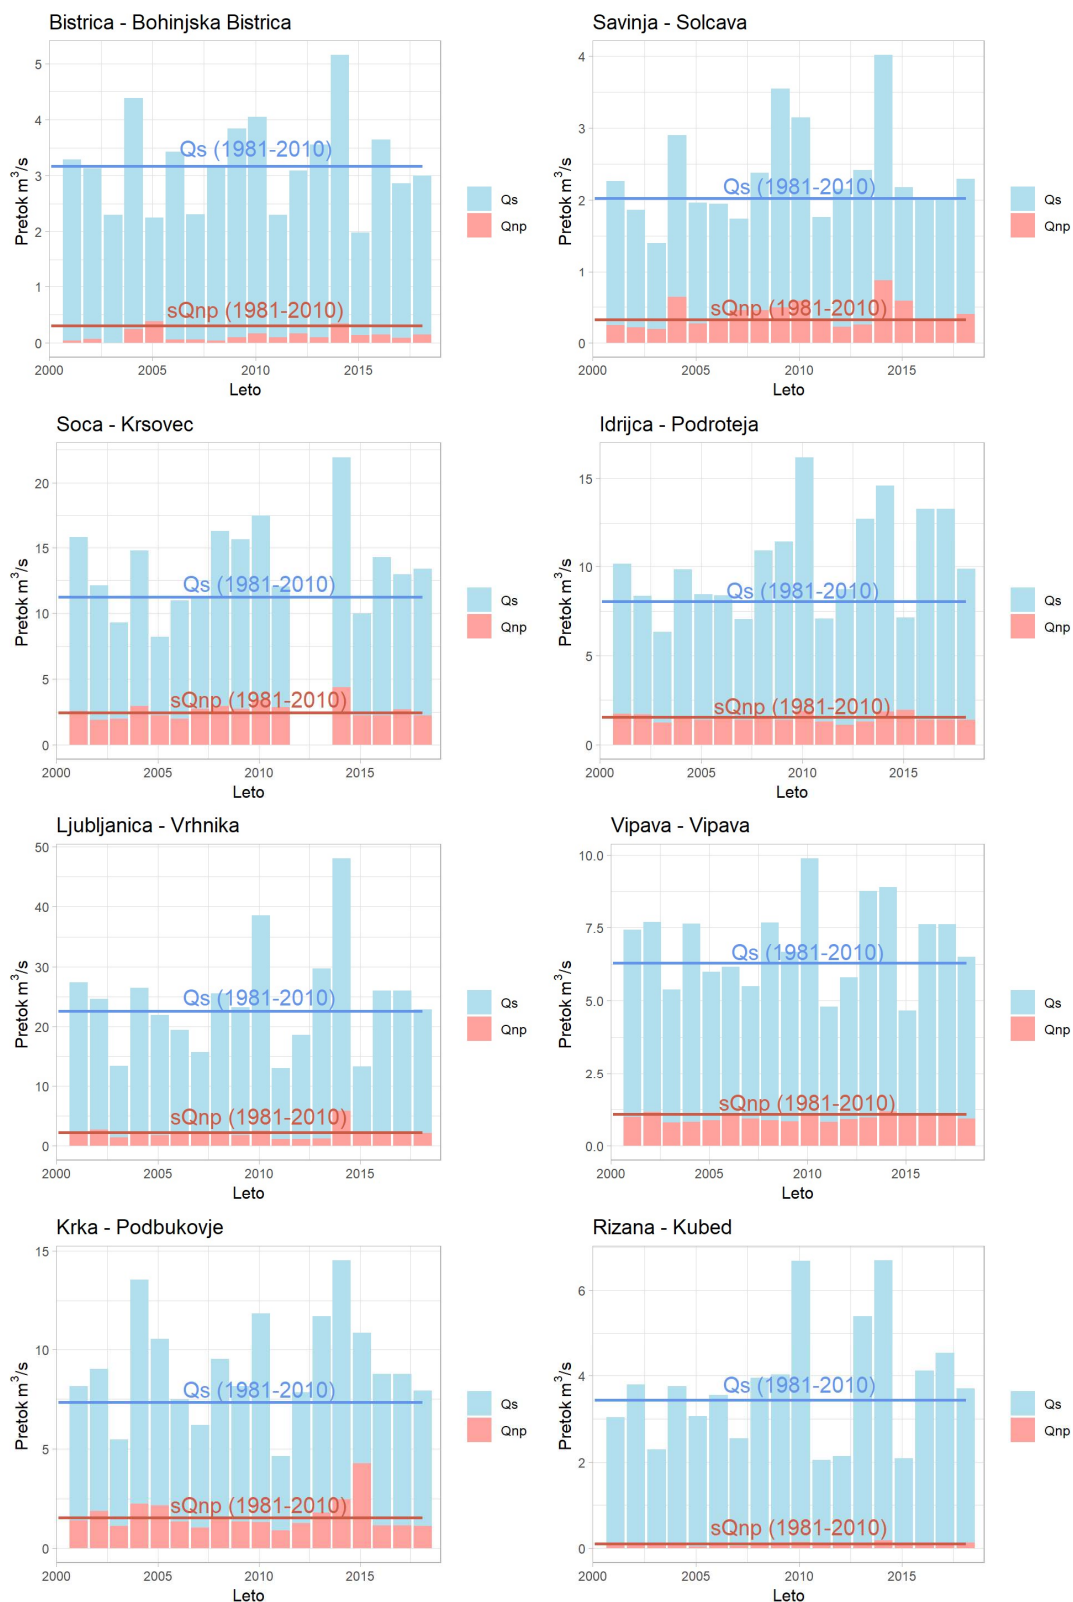 Bistrica - Bohinjska Bistrica
5
4
3
2
1
0
Pretok m³/s
Qs (1981-2010)
sQnp (1981-2010)
2000 2005 2010 2015
Leto
Qs
Qnp
Savinja - Solcava
4
3
2
1
0
Pretok m³/s
Qs (1981-2010)
sQnp (1981-2010)
2000 2005 2010 2015
Leto
Qs
Qnp
Soca - Krsovec
20
15
10
5
0
Pretok m³/s
Qs (1981-2010)
sQnp (1981-2010)
2000 2005 2010 2015
Leto
Qs
Qnp
Idrijca - Podroteja
15
10
5
0
Pretok m³/s
Qs (1981-2010)
sQnp (1981-2010)
2000 2005 2010 2015
Leto
Qs
Qnp
Ljubljanica - Vrhnika
50
40
30
20
10
0
Pretok m³/s
Qs (1981-2010)
sQnp (1981-2010)
2000 2005 2010 2015
Leto
Qs
Qnp
Vipava - Vipava
10.0
7.5
5.0
2.5
0.0
Pretok m³/s
Qs (1981-2010)
sQnp (1981-2010)
2000 2005 2010 2015
Leto
Qs
Qnp
Krka - Podbukovje
15
10
5
0
Pretok m³/s
Qs (1981-2010)
sQnp (1981-2010)
2000 2005 2010 2015
Leto
Qs
Qnp
Rizana - Kubed
6
4
2
0
Pretok m³/s
Qs (1981-2010)
sQnp (1981-2010)
2000 2005 2010 2015
Leto
Qs
Qnp